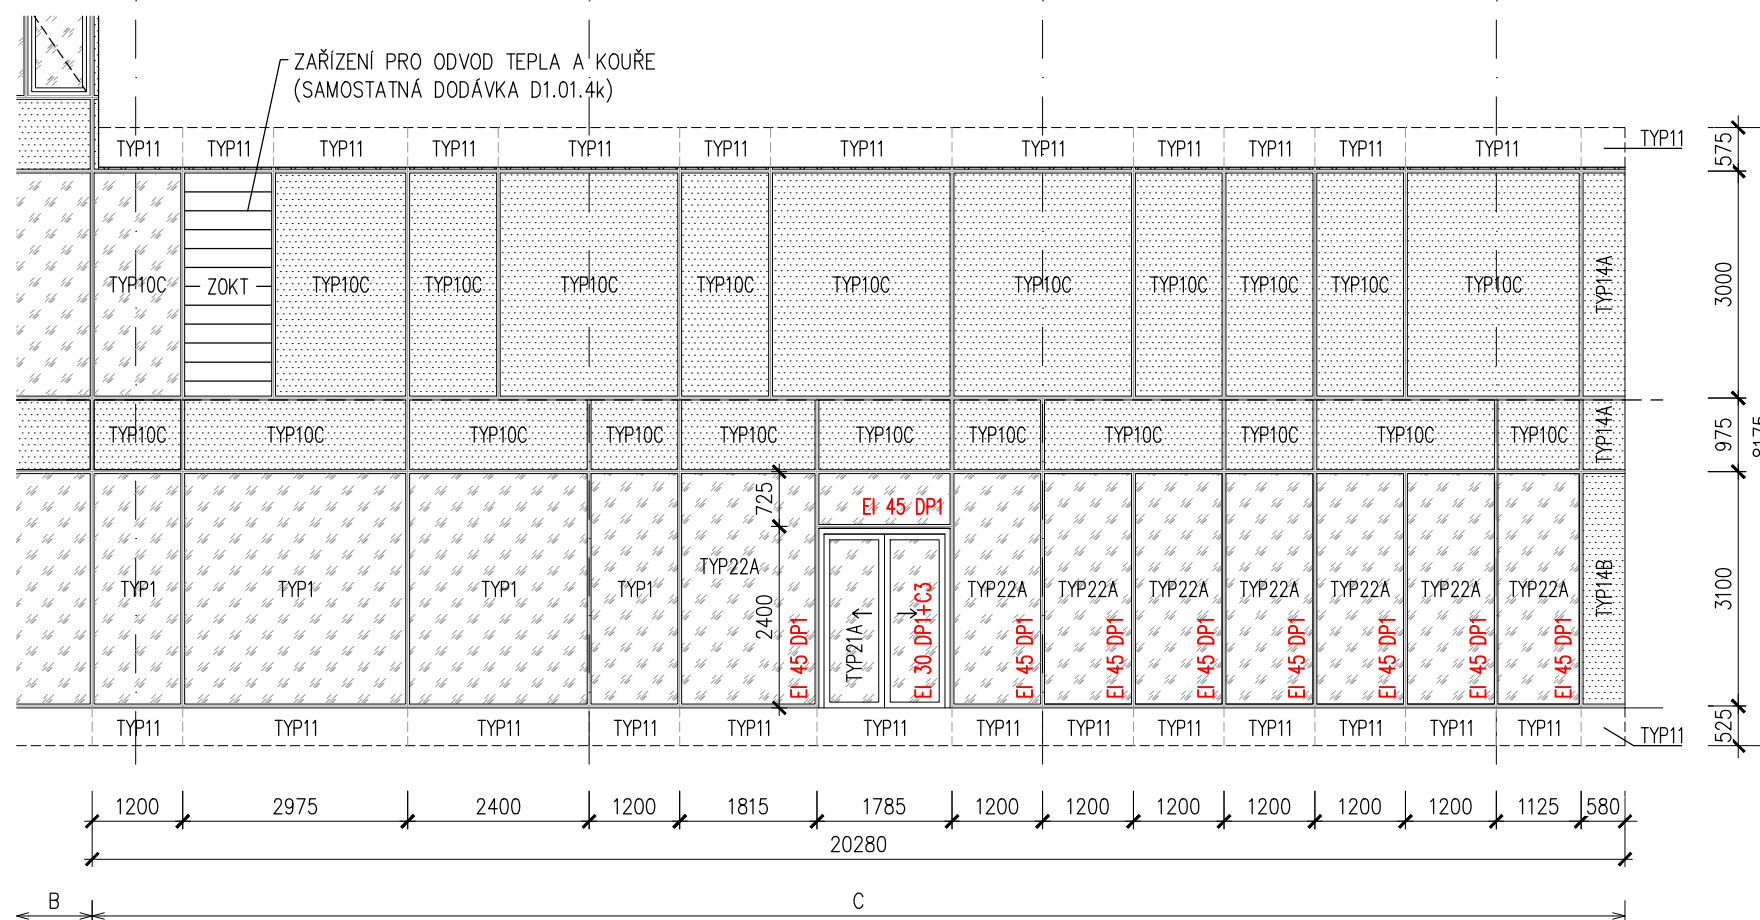 ZAŘÍZENÍ PRO ODVOD TEPLA A KOUŘE
(SAMOSTATNÁ DODÁVKA D1.01.4k)
TYP11 TYP11 TYP11 TYP11 TYP11 TYP11 TYP11 TYP11 TYP11 TYP11 TYP11 TYP11 TYP11
575
TYP10C ZOKT TYP10C TYP10C TYP10C TYP10C TYP10C TYP10C TYP10C TYP10C TYP10C TYP10C TYP14A
3000
TYP10C TYP10C TYP10C TYP10C TYP10C TYP10C TYP10C TYP10C TYP10C TYP10C TYP10C TYP14A
975
8175
725
EI 45 DP1
TYP1 TYP1 TYP1 TYP1 TYP22A TYP22A TYP22A TYP22A TYP22A TYP22A TYP22A TYP22A TYP14B
2400
3100
EI 45 DP1
TYP21A
EI 30 DP1+C3
EI 45 DP1 EI 45 DP1 EI 45 DP1 EI 45 DP1 EI 45 DP1 EI 45 DP1 EI 45 DP1
TYP11 TYP11 TYP11 TYP11 TYP11 TYP11 TYP11 TYP11 TYP11 TYP11 TYP11 TYP11 TYP11 TYP11
525
1200 2975 2400 1200 1815 1785 1200 1200 1200 1200 1200 1200 1125 580
20280
B C